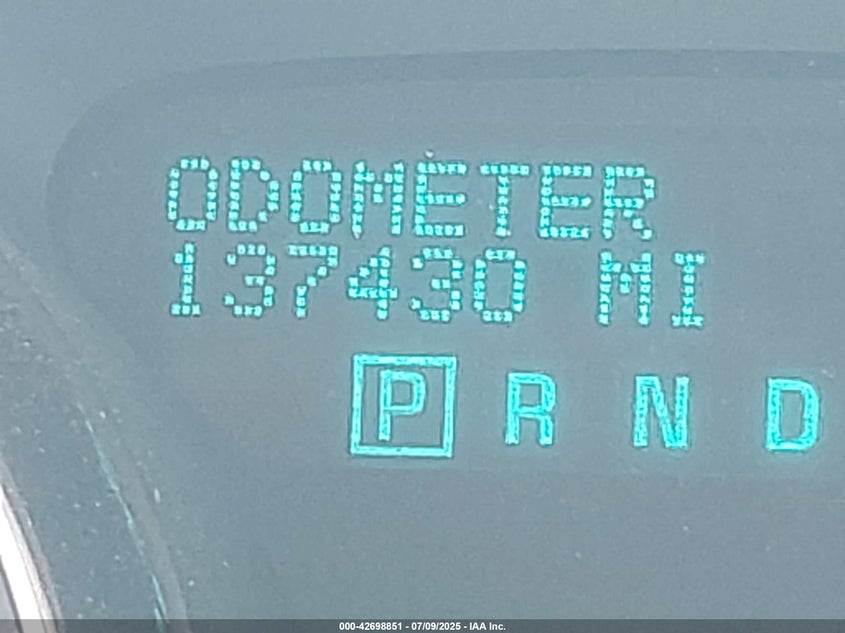 ODOMETER
137430 MI
P R N D
000-42698851 - 07/09/2025 - IAA Inc.